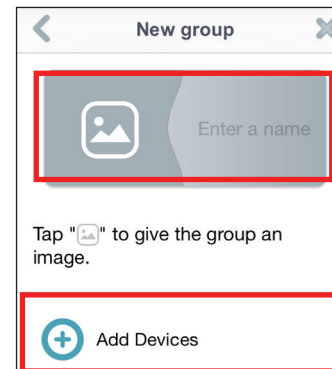 New group
Enter a name
Tap "" to give the group an
image.
Add Devices